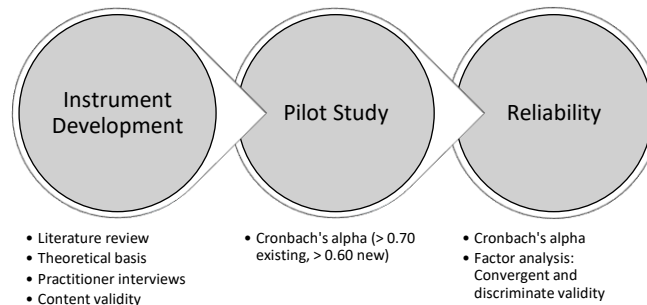 Instrument
Development
Pilot Study
Reliability
• Literature review
• Theoretical basis
• Practitioner interviews
• Content validity
• Cronbach's alpha (> 0.70
existing, > 0.60 new)
• Cronbach's alpha
• Factor analysis:
Convergent and
discriminate validity